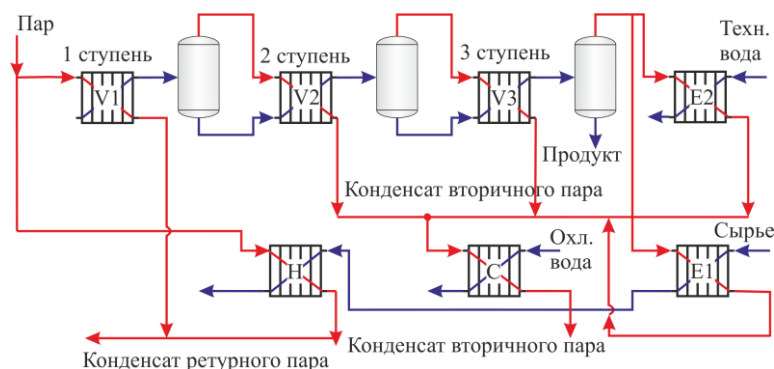 Пар
1 ступень
2 ступень
3 ступень
Техн.
вода
V1
V2
V3
E2
Продукт
Конденсат вторичного пара
Охл.
вода
Сырье
H
C
E1
Конденсат ретурного пара
Конденсат вторичного пара